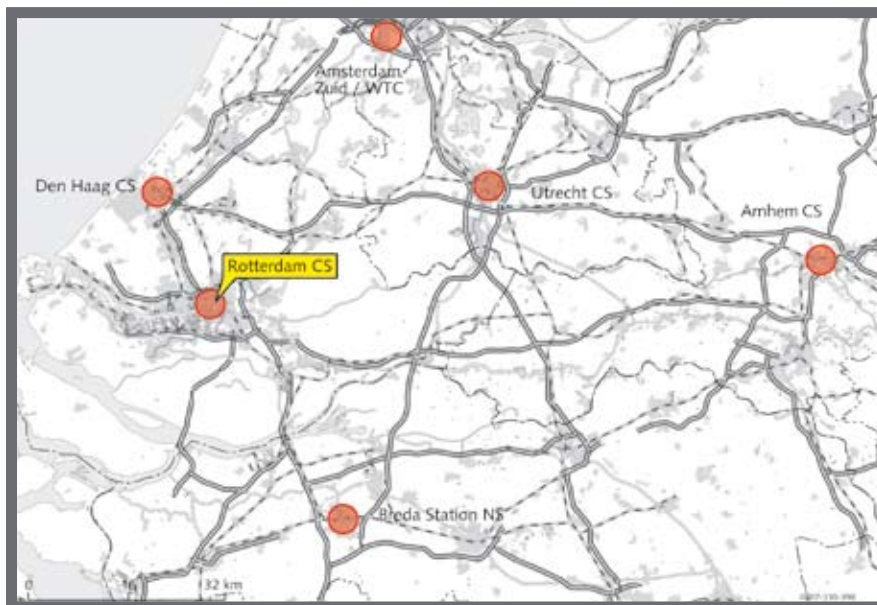 Amsterdam
Zuid / WTC
Den Haag CS
Utrecht CS
Arnhem CS
Rotterdam CS
Breda Station NS
0
32 km